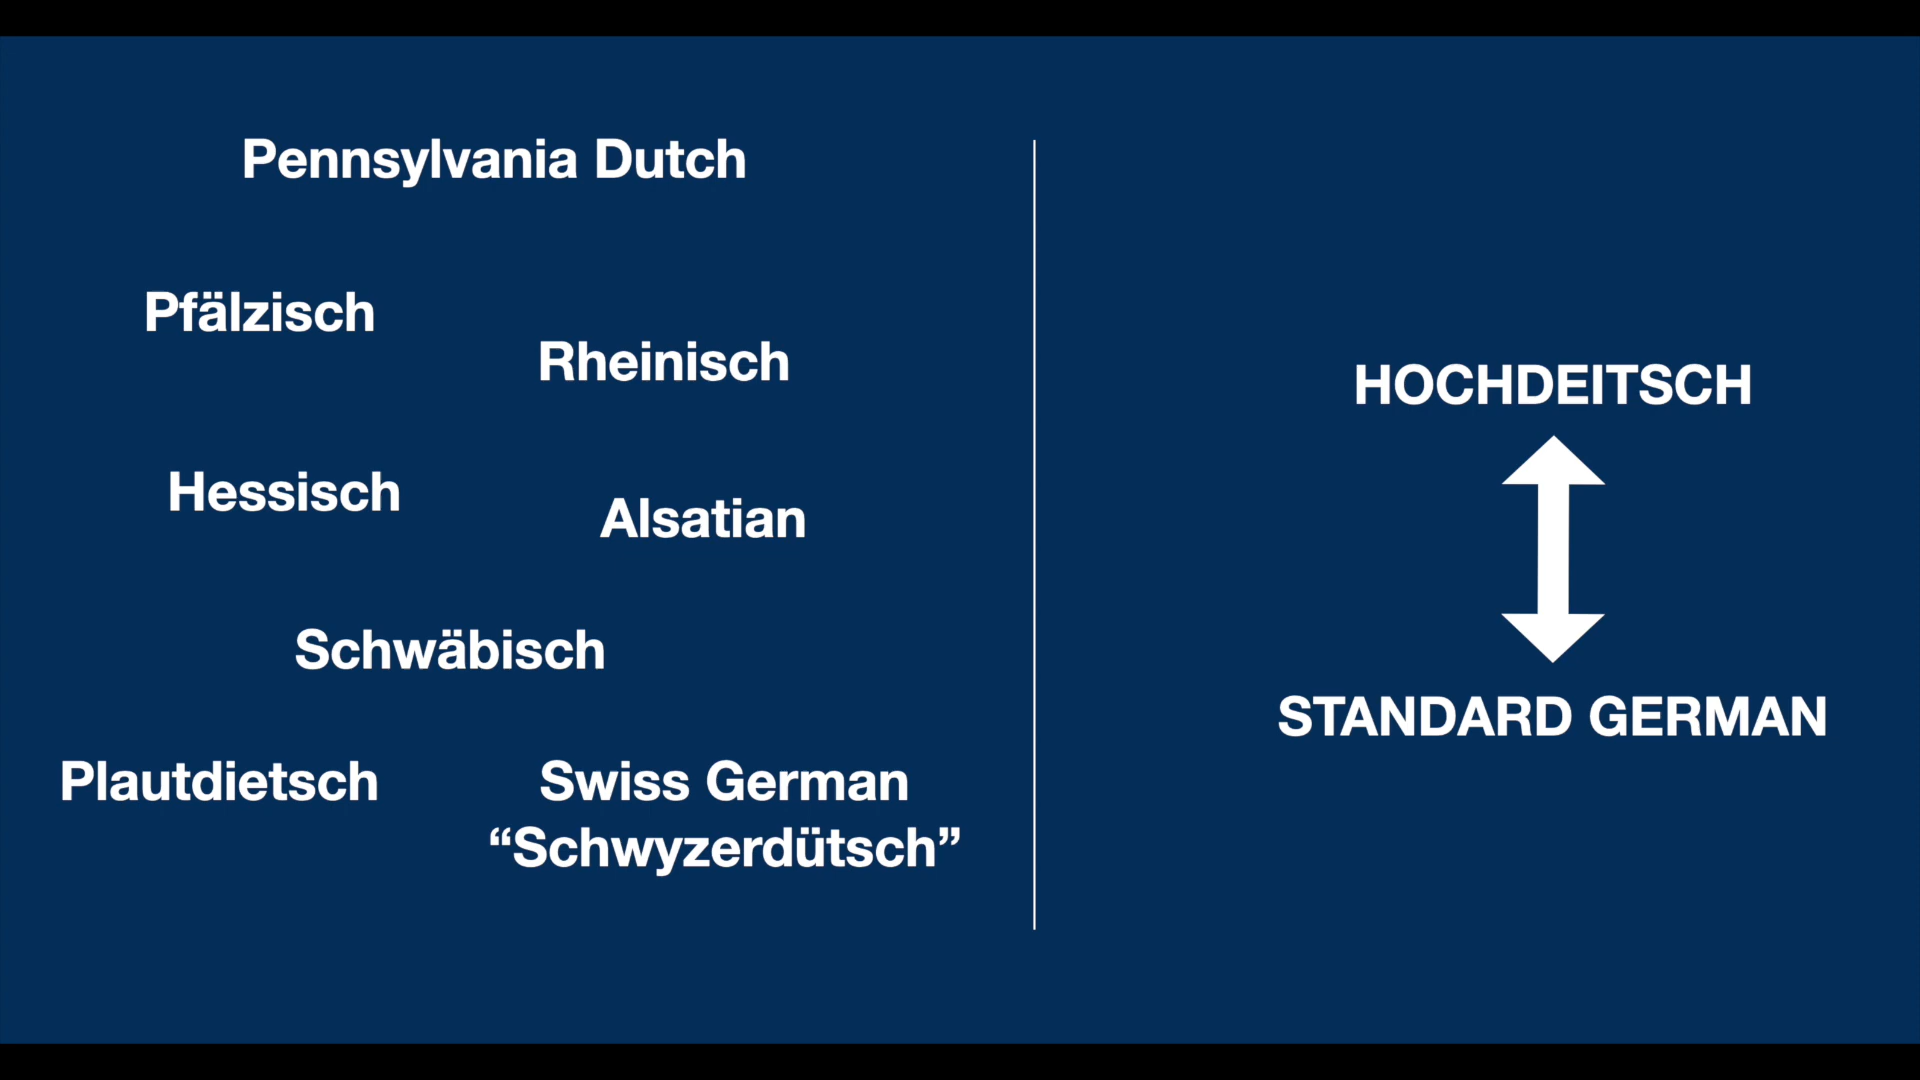 Pennsylvania Dutch
Pfälzisch
Rheinisch
Hessisch
Alsatian
Schwäbisch
Plautdietsch
Swiss German
“Schwyzerdütsch”
HOCHDEITSCH
STANDARD GERMAN